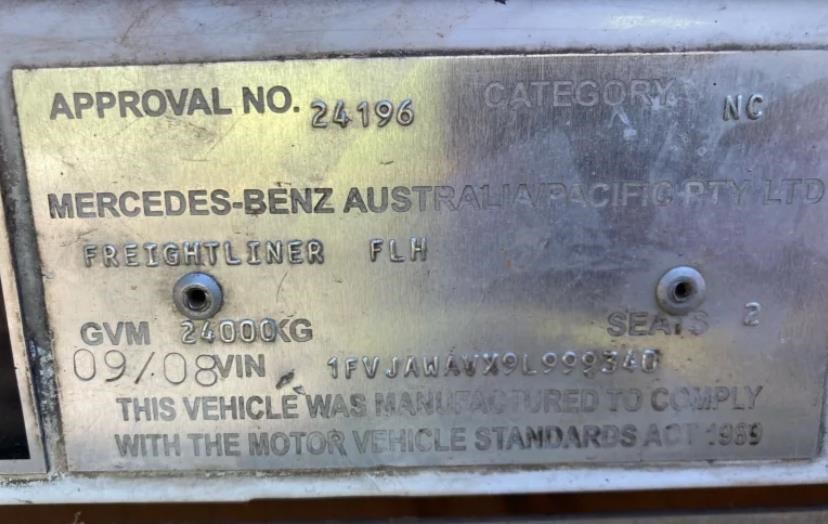 APPROVAL NO. 24196 CATEGORY NC
MERCEDES-BENZ AUSTRALIA/PACIFIC PTY LTD
FREIGHTLINER FLH
GVM 24000KG SEATS 2
09/08 VIN 1FVJAWAVX9L999340
THIS VEHICLE WAS MANUFACTURED TO COMPLY
WITH THE MOTOR VEHICLE STANDARDS ACT 1989